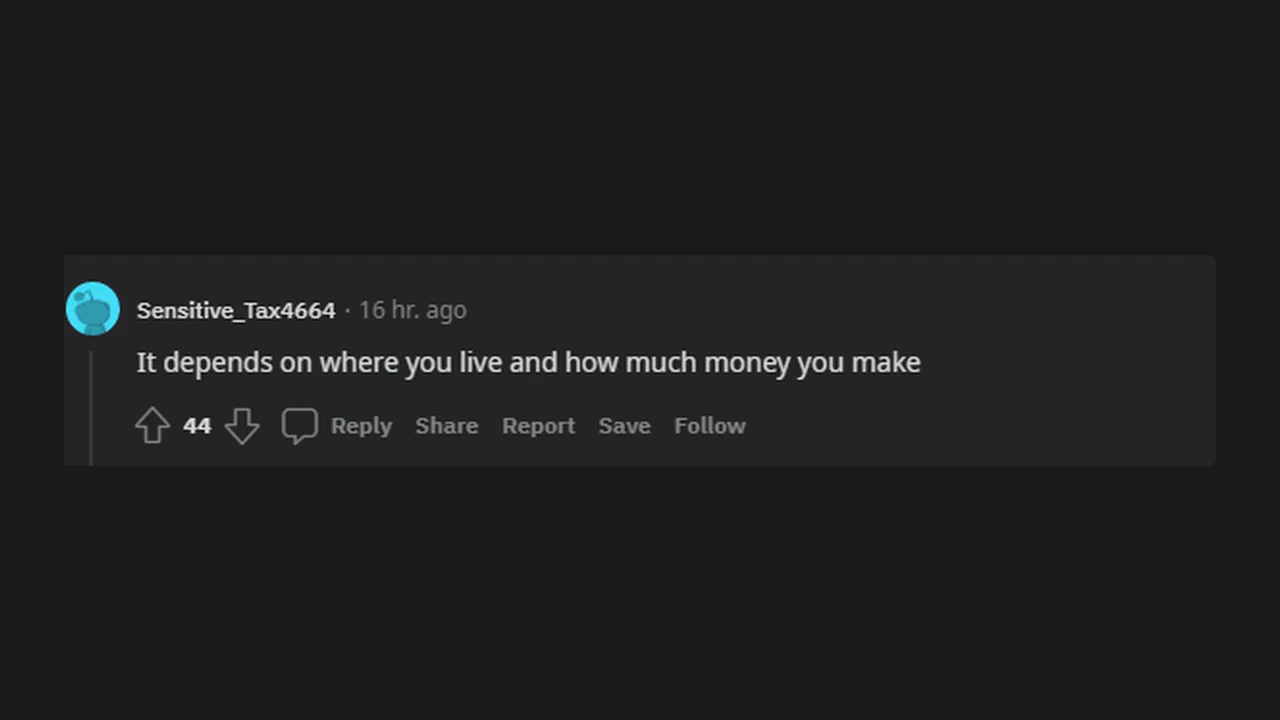 Sensitive_Tax4664 · 16 hr. ago
It depends on where you live and how much money you make
44 Reply Share Report Save Follow